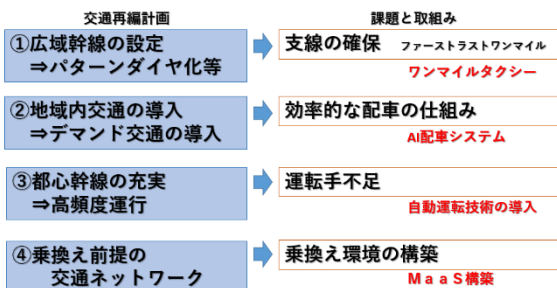 交通再編計画
課題と取組み
①広域幹線の設定
⇒パターンダイヤ化等
支線の確保 ファーストラストワンマイル
ワンマイルタクシー
②地域内交通の導入
⇒デマンド交通の導入
効率的な配車の仕組み
AI配車システム
③都心幹線の充実
⇒高頻度運行
運転手不足
自動運転技術の導入
④乗換え前提の
交通ネットワーク
乗換え環境の構築
ＭａａＳ構築